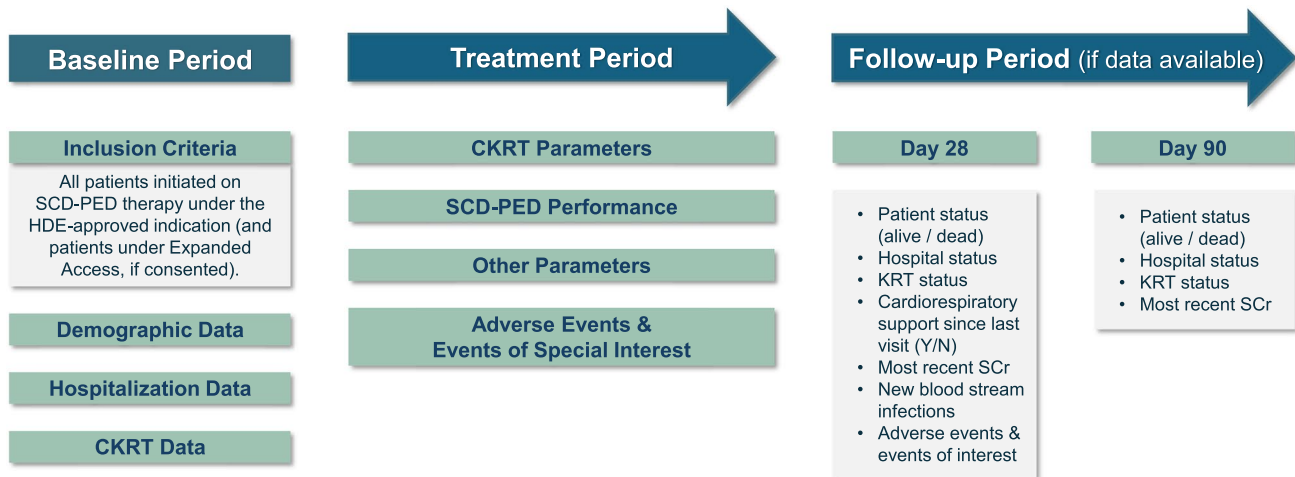 Baseline Period
Inclusion Criteria
All patients initiated on
SCD-PED therapy under the
HDE-approved indication (and
patients under Expanded
Access, if consented).
Demographic Data
Hospitalization Data
CKRT Data
Treatment Period
CKRT Parameters
SCD-PED Performance
Other Parameters
Adverse Events &
Events of Special Interest
Follow-up Period (if data available)
Day 28
• Patient status
(alive / dead)
• Hospital status
• KRT status
• Cardiorespiratory
support since last
visit (Y/N)
• Most recent SCr
• New blood stream
infections
• Adverse events &
events of interest
Day 90
• Patient status
(alive / dead)
• Hospital status
• KRT status
• Most recent SCr